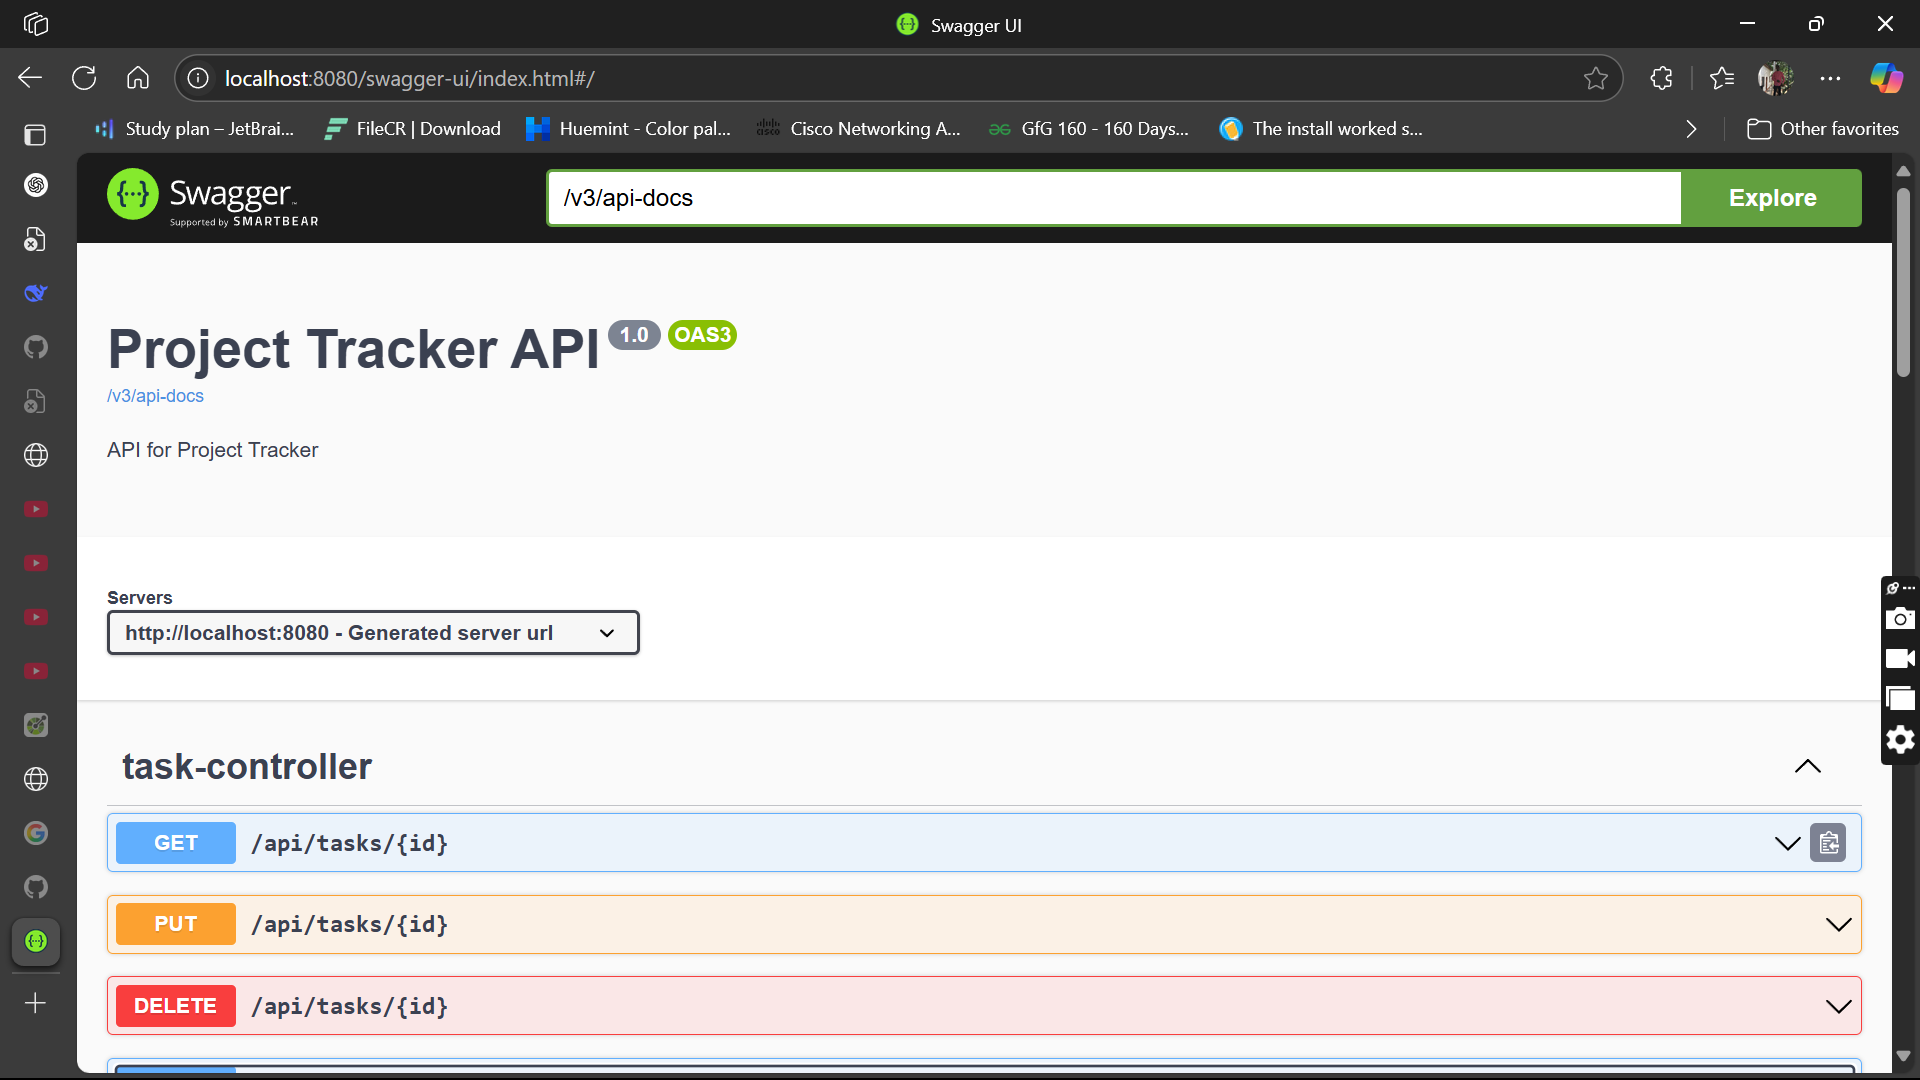 Swagger UI
localhost:8080/swagger-ui/index.html#/
Study plan – JetBrai...
FileCR | Download
Huemint - Color pal...
Cisco Networking A...
GfG 160 - 160 Days...
The install worked s...
Other favorites
{···} Swagger™
Supported by SMARTBEAR
/v3/api-docs
Explore
Project Tracker API 1.0 OAS3
/v3/api-docs
API for Project Tracker
Servers
http://localhost:8080 - Generated server url
task-controller
GET /api/tasks/{id}
PUT /api/tasks/{id}
DELETE /api/tasks/{id}